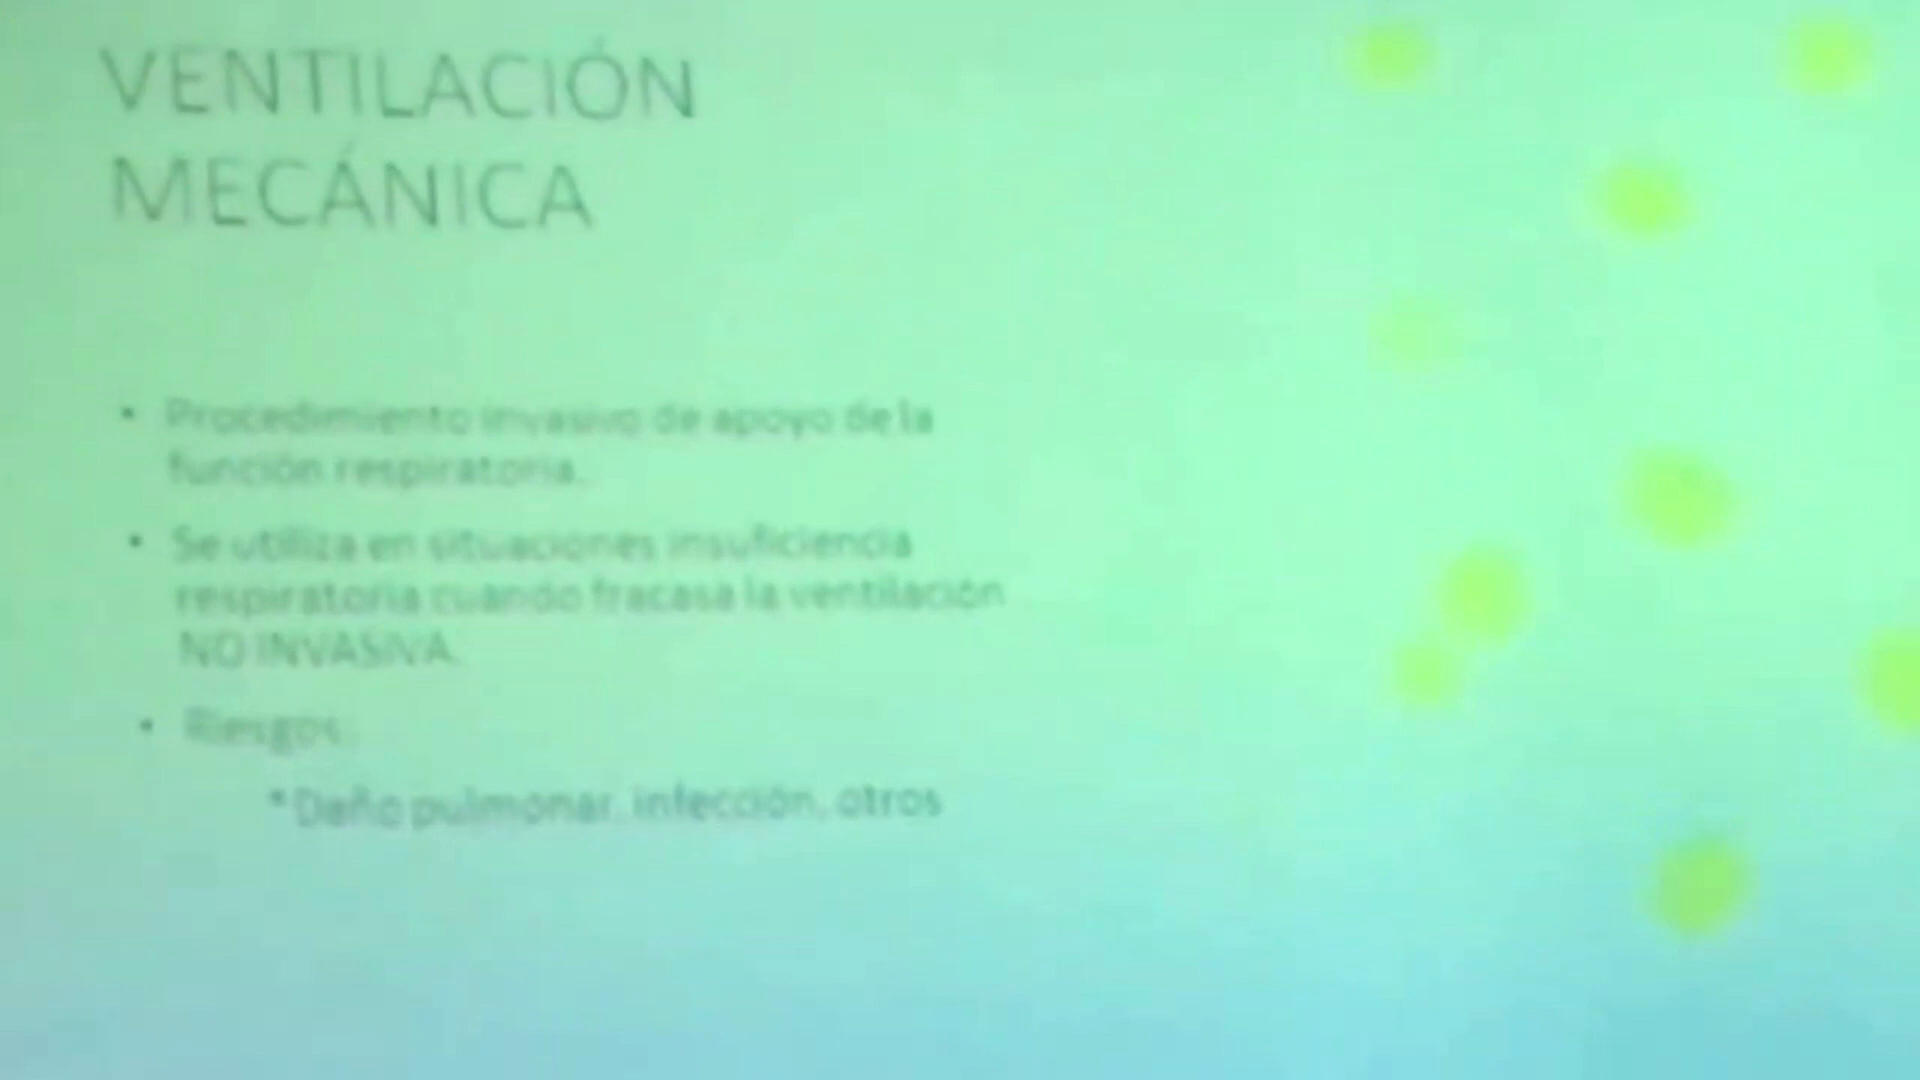 VENTILACIÓN
MECÁNICA
• Procedimiento invasivo de apoyo de la
función respiratoria.
• Se utiliza en situaciones insuficiencia
respiratoria cuando fracasa la ventilación
NO INVASIVA.
• Riesgos:
*Daño pulmonar, infección, otros